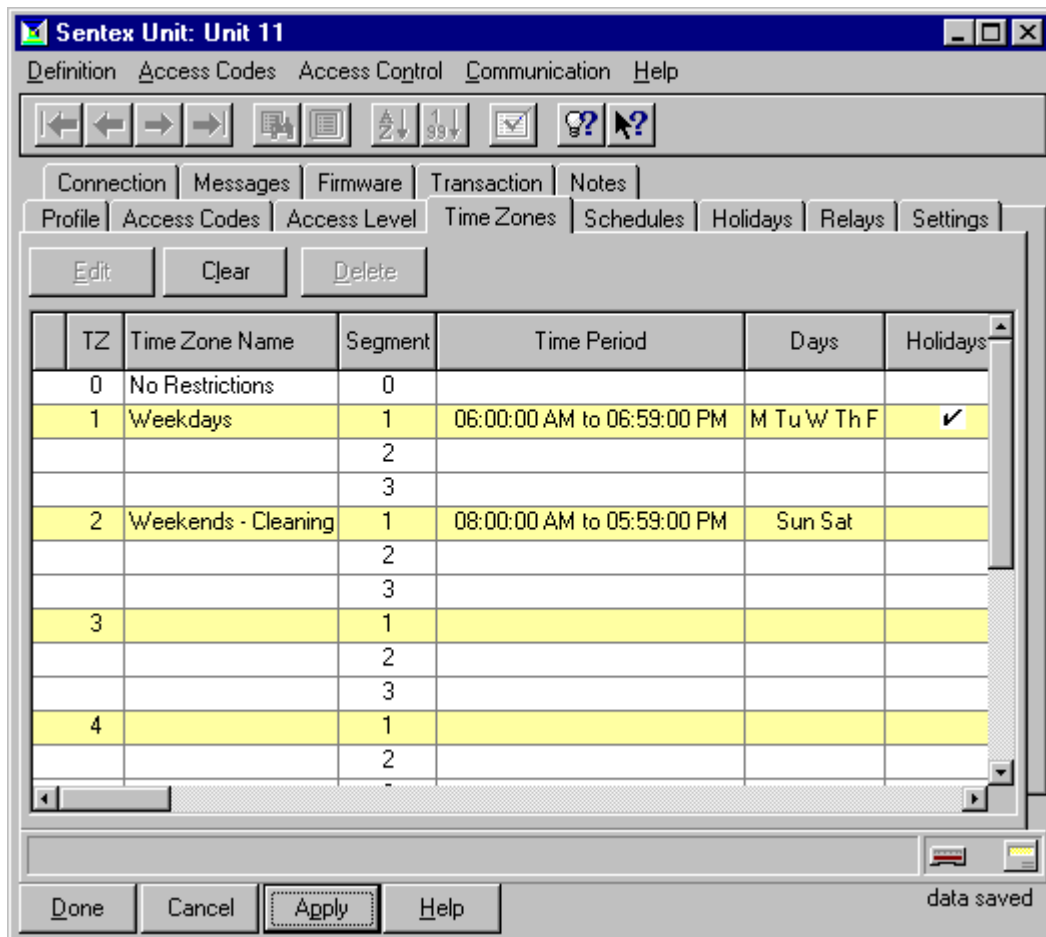 Sentex Unit: Unit 11
Definition Access Codes Access Control Communication Help
Connection Messages Firmware Transaction Notes
Profile Access Codes Access Level Time Zones Schedules Holidays Relays Settings
Edit Clear Delete
TZ Time Zone Name Segment Time Period Days Holidays
0 No Restrictions 0
1 Weekdays 1 06:00:00 AM to 06:59:00 PM M Tu W Th F ✔
2
3
2 Weekends - Cleaning 1 08:00:00 AM to 05:59:00 PM Sun Sat
2
3
3 1
2
3
4 1
2
data saved
Done Cancel Apply Help